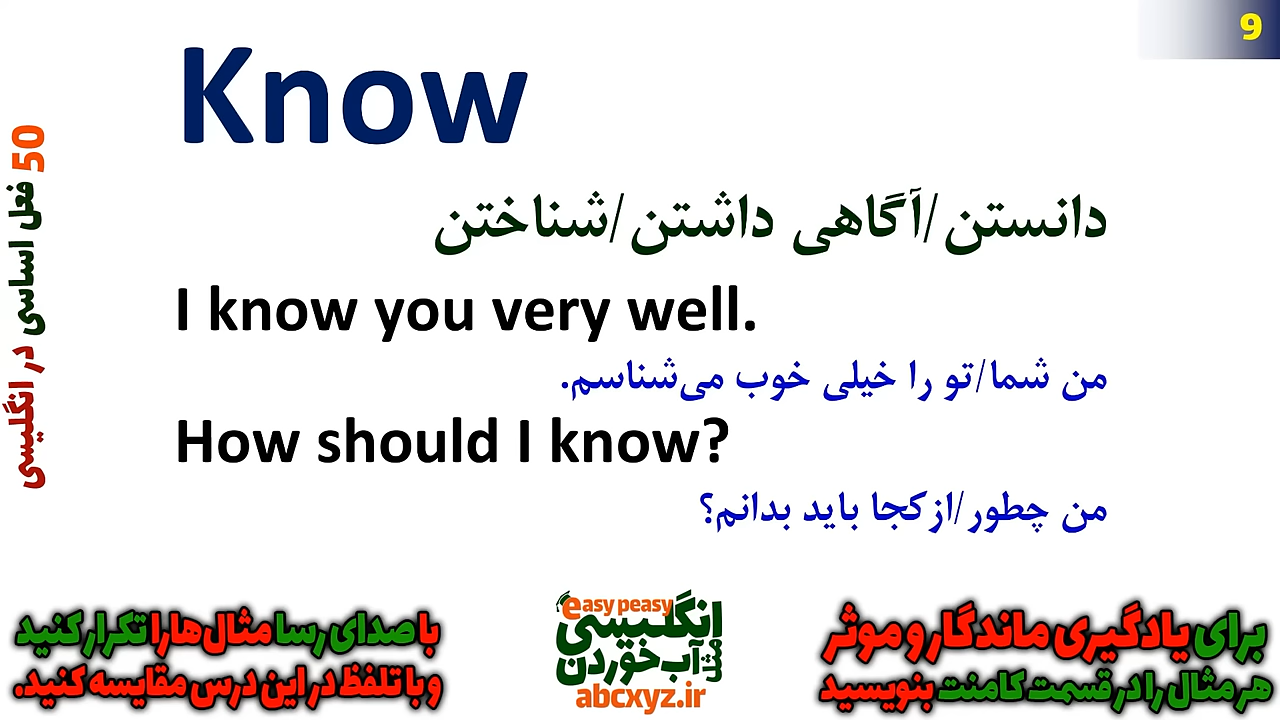 9
Know
دانستن/آگاهی داشتن/شناختن
I know you very well.
من شما/تو را خیلی خوب می‌شناسم.
How should I know?
من چطور/ازکجا باید بدانم؟
50 فعل اساسی در انگلیسی
برای یادگیری ماندگار و موثر
هر مثال را در قسمت کامنت بنویسید
easy peasy
انگلیسی
مثل آب خوردن
abcxyz.ir
با صدای رسا مثال‌ها را تکرار کنید
و با تلفظ در این درس مقایسه کنید.